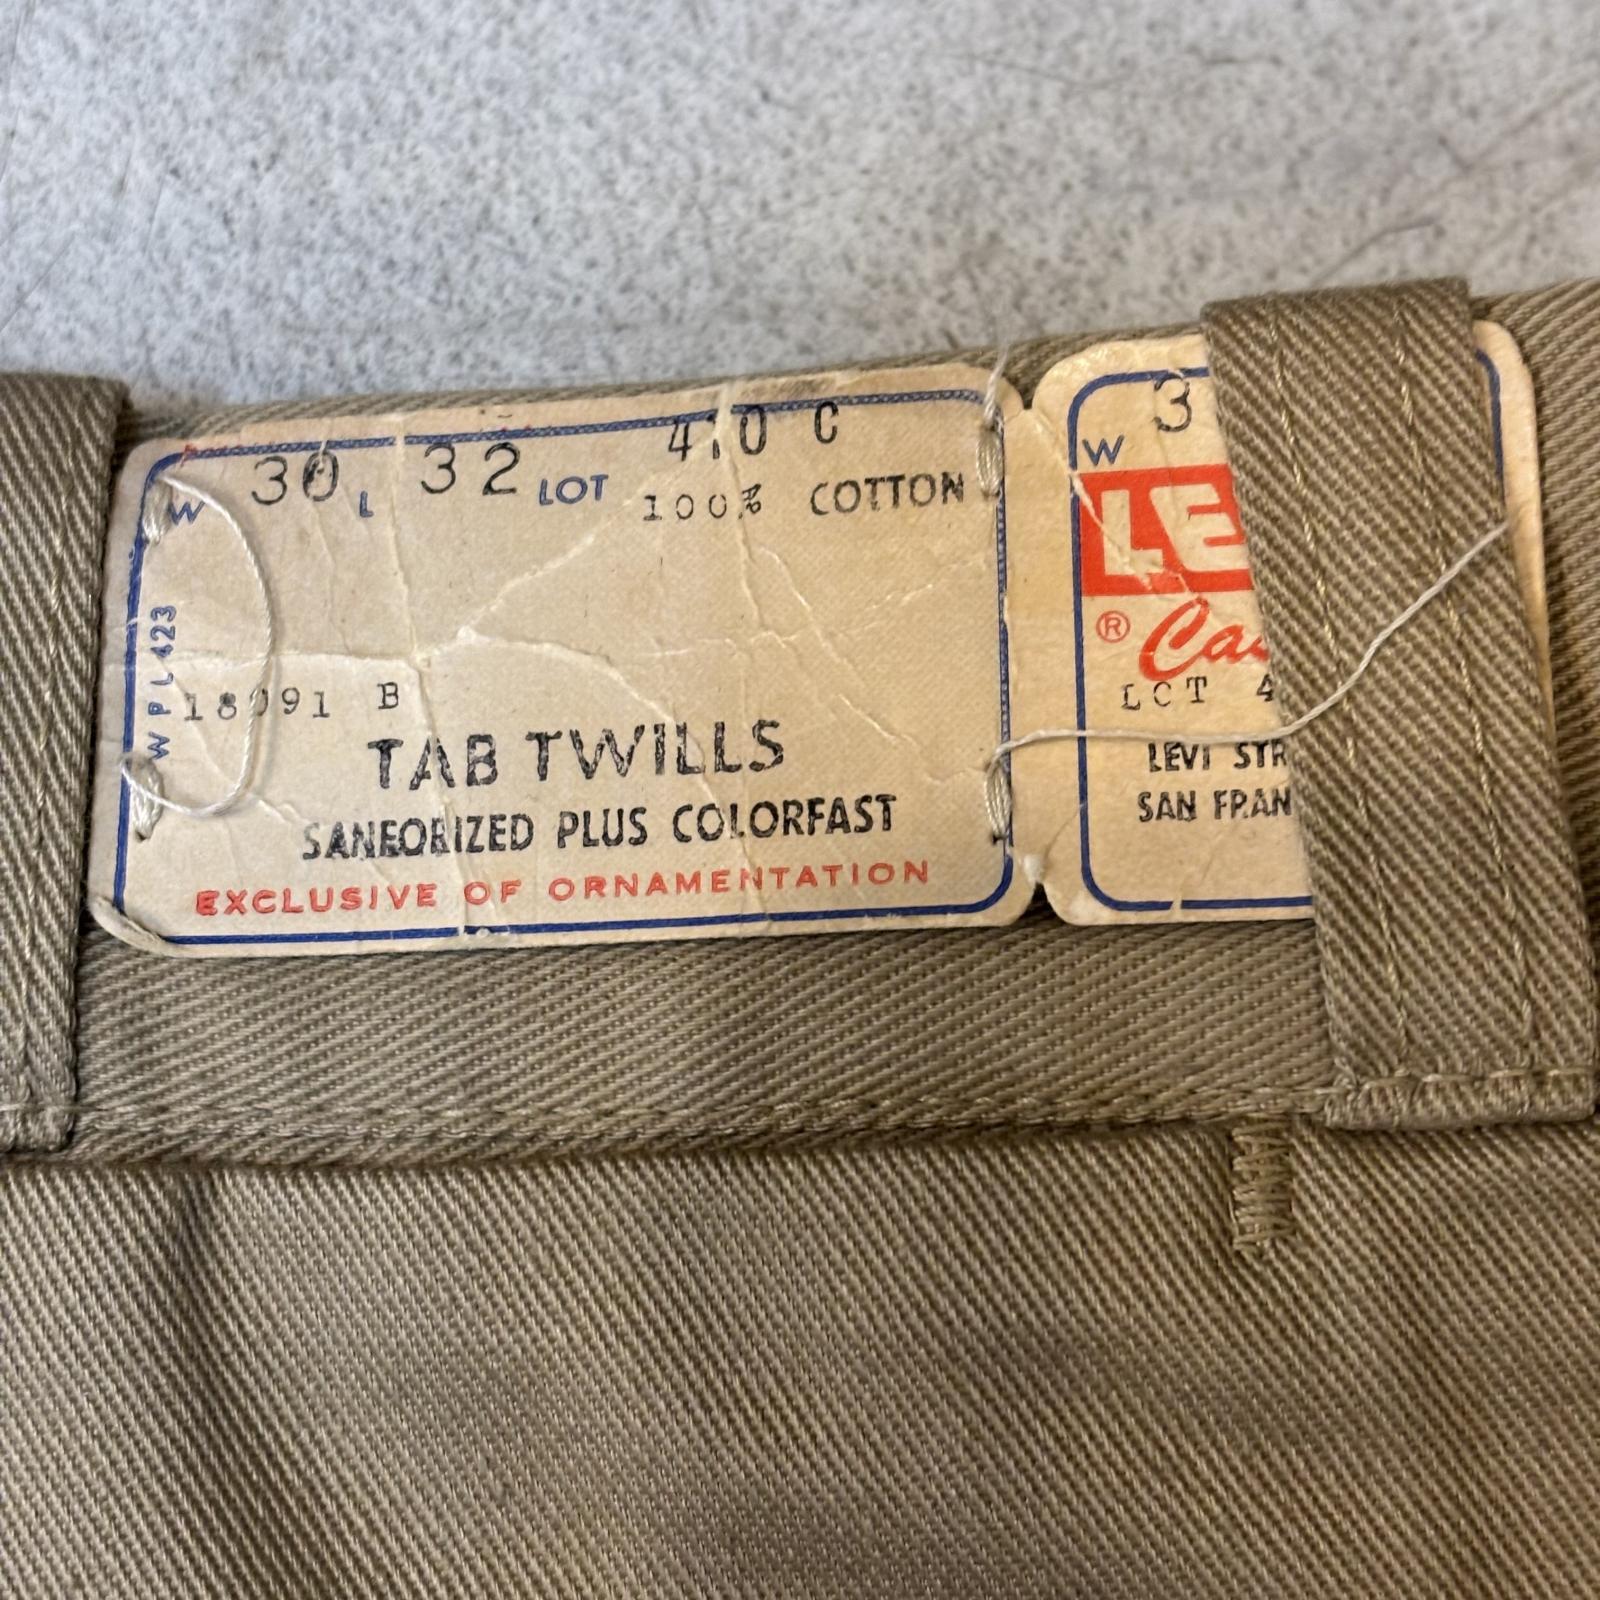 W 30 L 32 LOT 410 C
100% COTTON
WPL 423
18091 B
TAB TWILLS
SANFORIZED PLUS COLORFAST
EXCLUSIVE OF ORNAMENTATION
W 3
LE
® Ca
LOT 4
LEVI STR
SAN FRAN